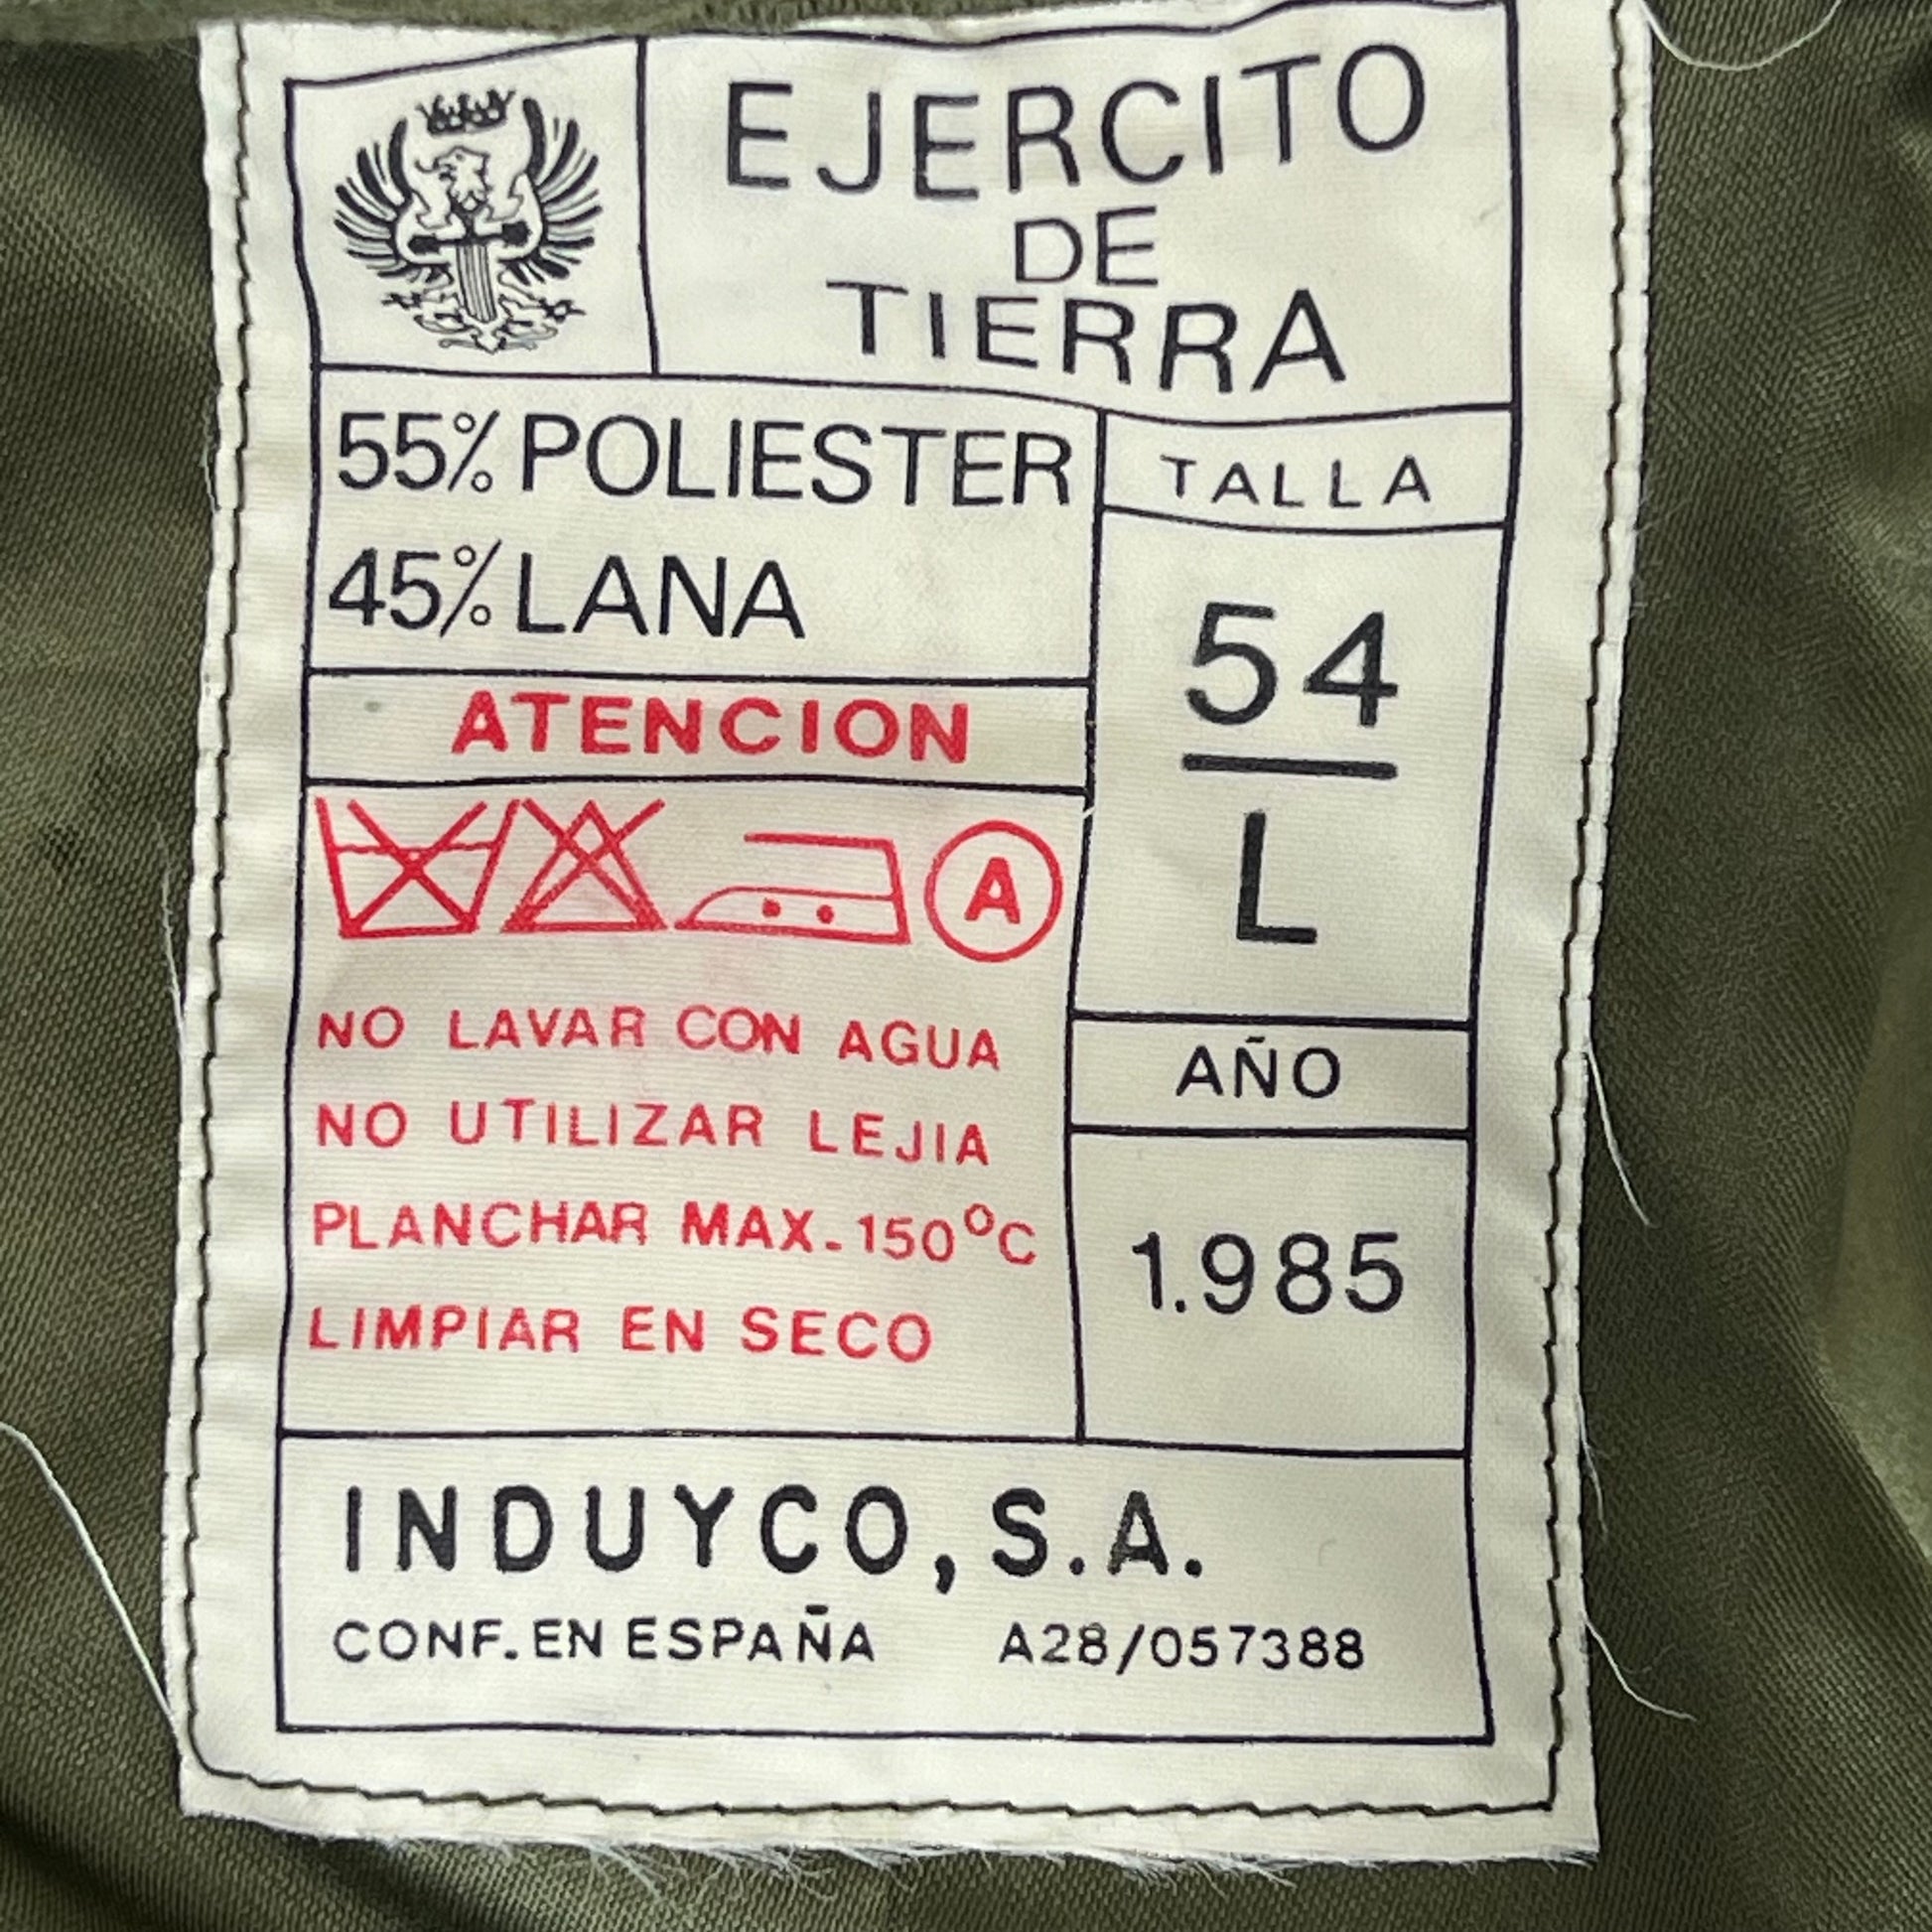 EJERCITO
DE
TIERRA
55% POLIESTER
45% LANA
TALLA
54
L
ATENCION
A
NO LAVAR CON AGUA
NO UTILIZAR LEJIA
PLANCHAR MAX. 150ºC
LIMPIAR EN SECO
AÑO
1.985
INDUYCO, S.A.
CONF. EN ESPAÑA A28/057388